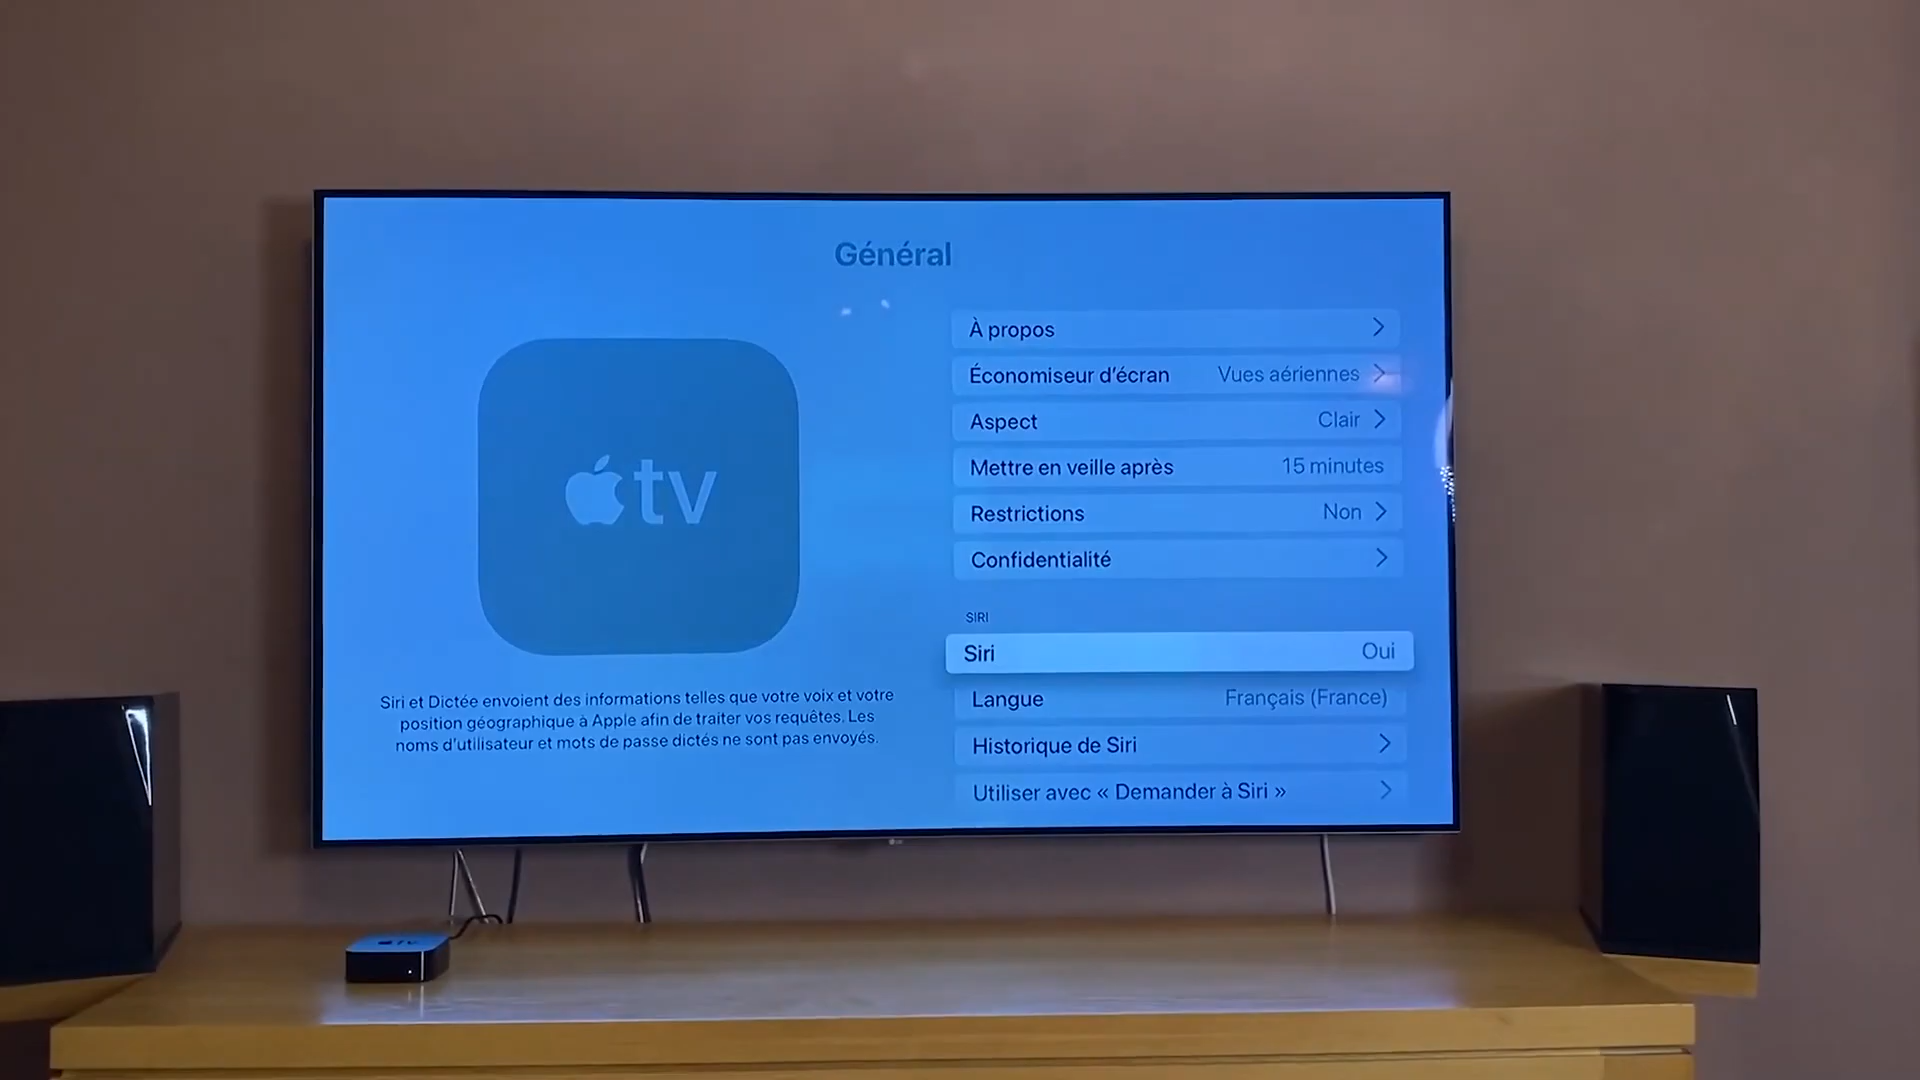 Général
tv
À propos
Économiseur d'écran Vues aériennes
Aspect Clair
Mettre en veille après 15 minutes
Restrictions Non
Confidentialité
SIRI
Siri Oui
Langue Français (France)
Historique de Siri
Utiliser avec « Demander à Siri »
Siri et Dictée envoient des informations telles que votre voix et votre
position géographique à Apple afin de traiter vos requêtes. Les
noms d'utilisateur et mots de passe dictés ne sont pas envoyés.
LG
tv